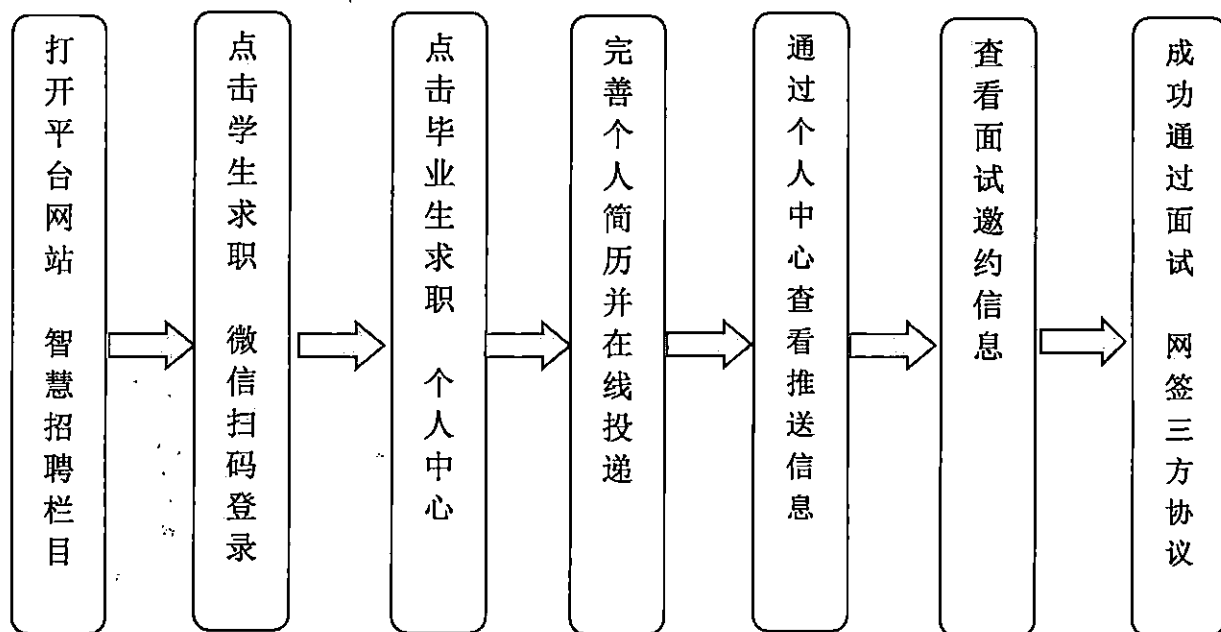 打开平台网站 智慧招聘栏目
点击学生求职 微信扫码登录
点击毕业生求职 个人中心
完善个人简历并在线投递
通过个人中心查看推送信息
查看面试邀约信息
成功通过面试 网签三方协议